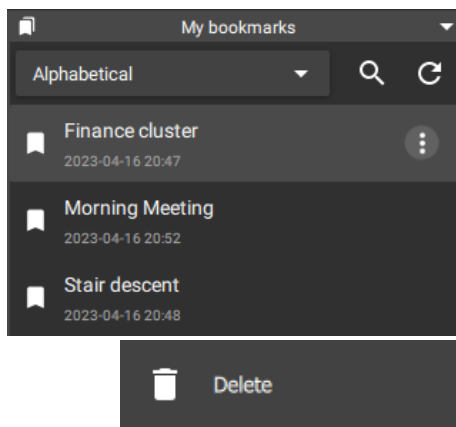 My bookmarks
Alphabetical
Finance cluster
2023-04-16 20:47
Morning Meeting
2023-04-16 20:52
Stair descent
2023-04-16 20:48
Delete